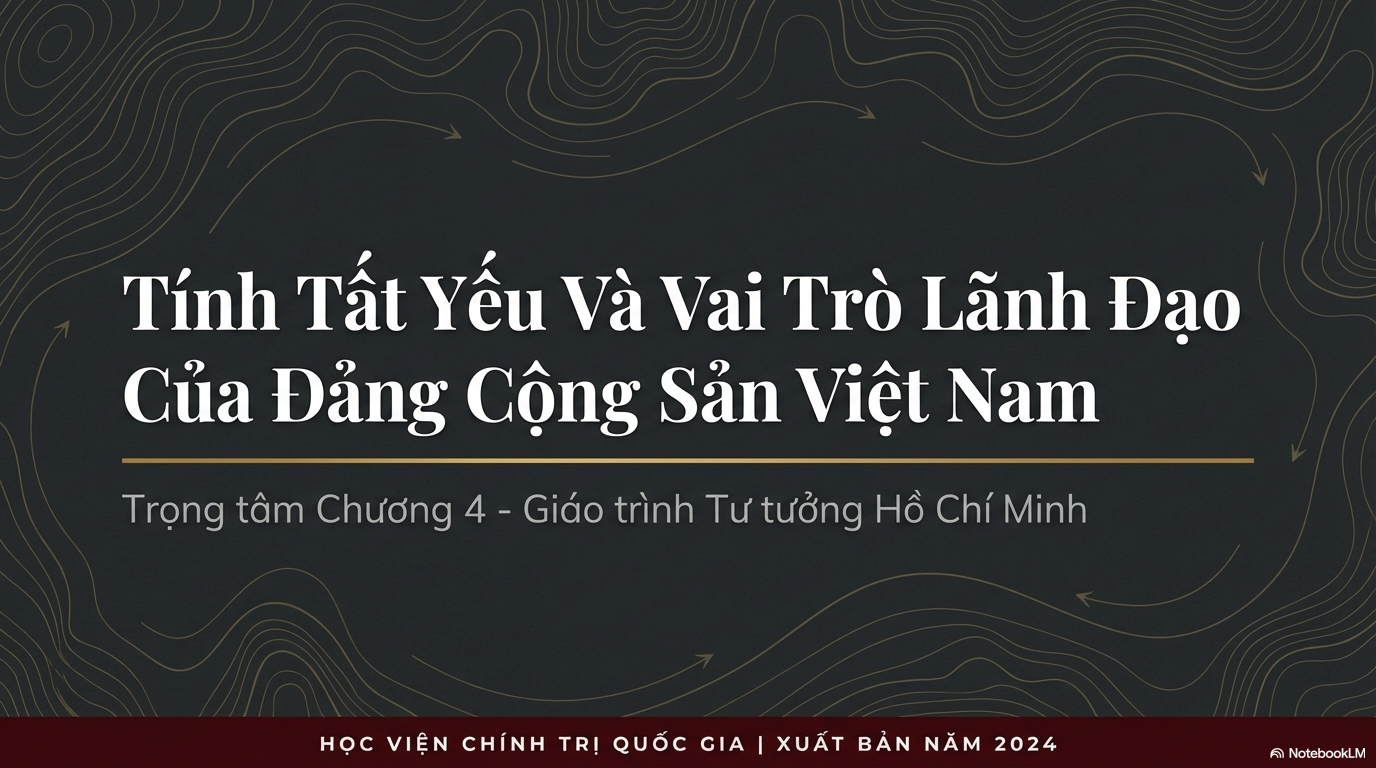 Tính Tất Yếu Và Vai Trò Lãnh Đạo
Của Đảng Cộng Sản Việt Nam
Trọng tâm Chương 4 - Giáo trình Tư tưởng Hồ Chí Minh
HỌC VIỆN CHÍNH TRỊ QUỐC GIA | XUẤT BẢN NĂM 2024
NotebookLM